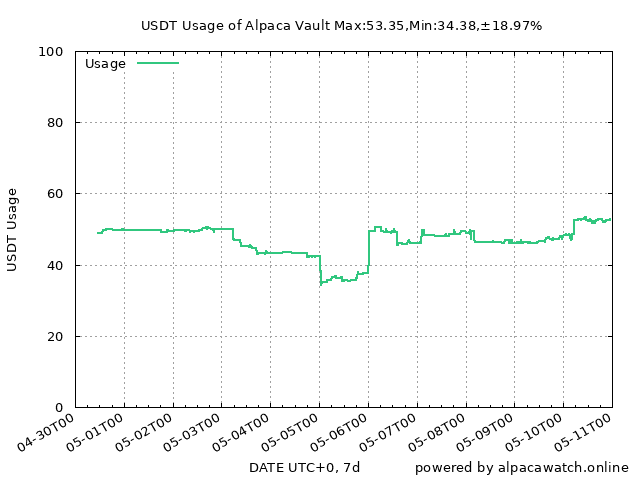 USDT Usage of Alpaca Vault Max:53.35,Min:34.38,±18.97%
100
Usage
80
60
USDT Usage
40
20
0
04-30T00 05-01T00 05-02T00 05-03T00 05-04T00 05-05T00 05-06T00 05-07T00 05-08T00 05-09T00 05-10T00 05-11T00
DATE UTC+0, 7d powered by alpacawatch.online